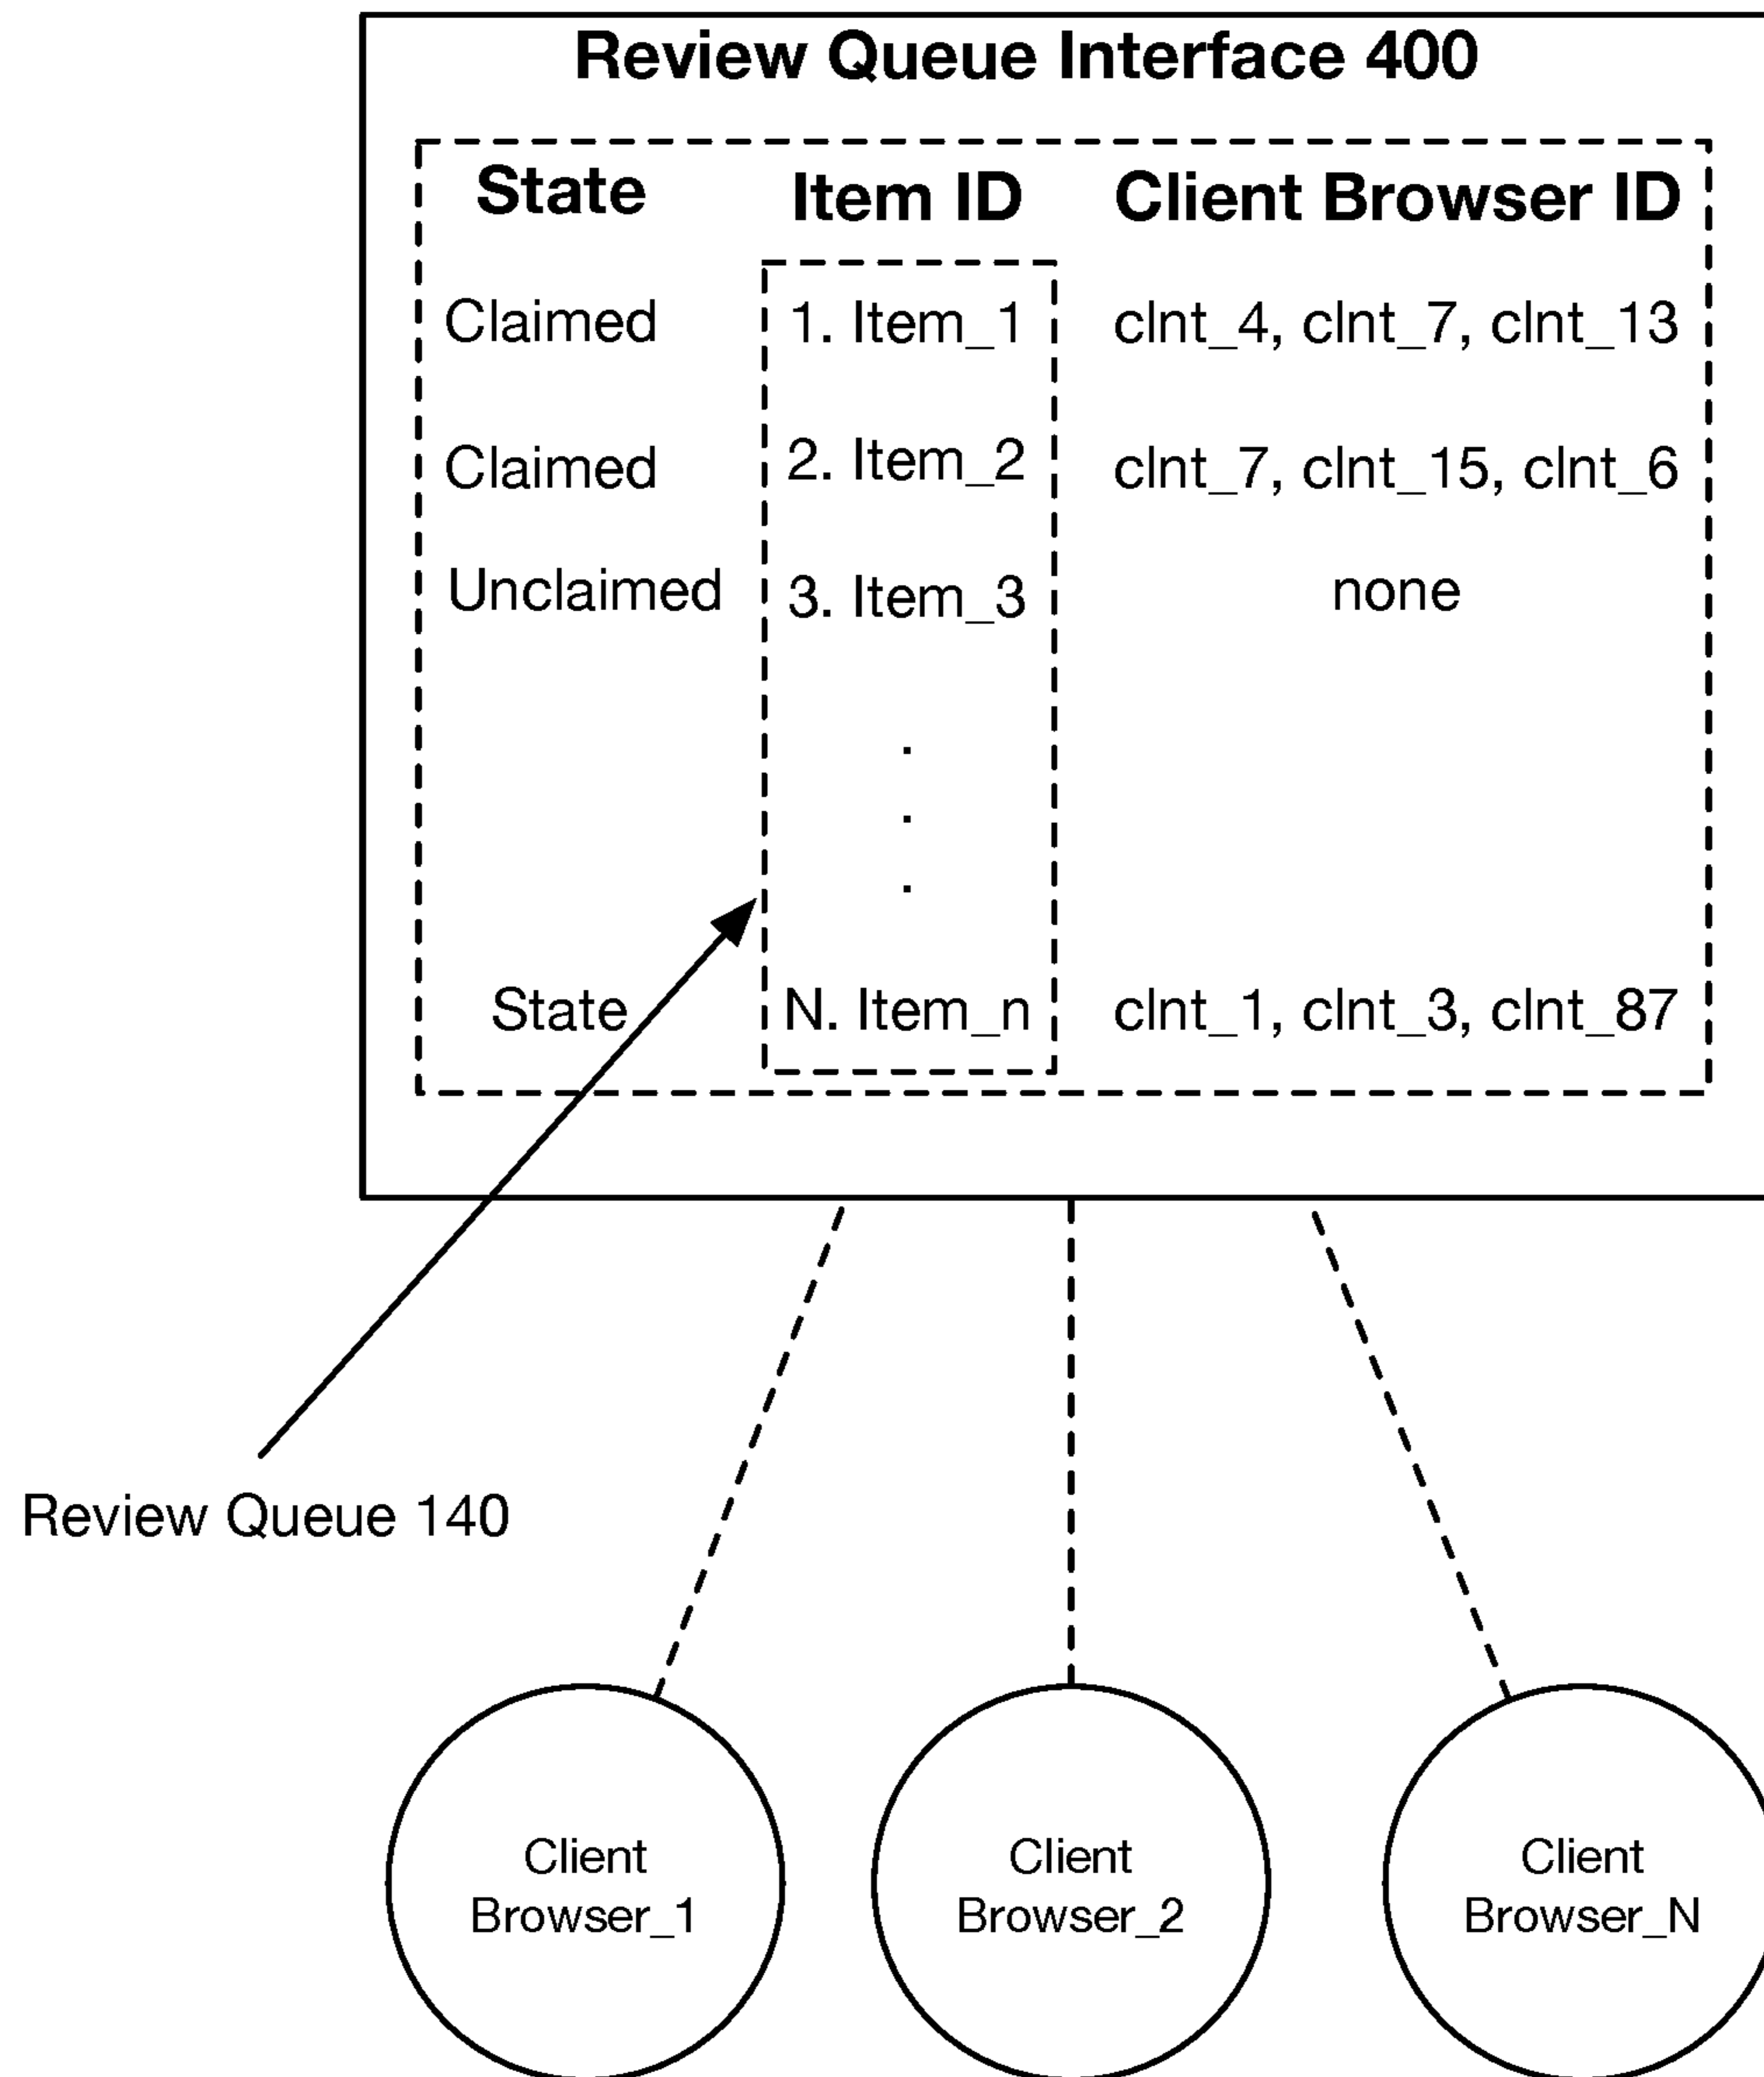 Review Queue Interface 400
State Item ID Client Browser ID
Claimed 1. Item_1 clnt_4, clnt_7, clnt_13
Claimed 2. Item_2 clnt_7, clnt_15, clnt_6
Unclaimed 3. Item_3 none
.
.
.
State N. Item_n clnt_1, clnt_3, clnt_87
Review Queue 140
Client
Browser_1
Client
Browser_2
Client
Browser_N